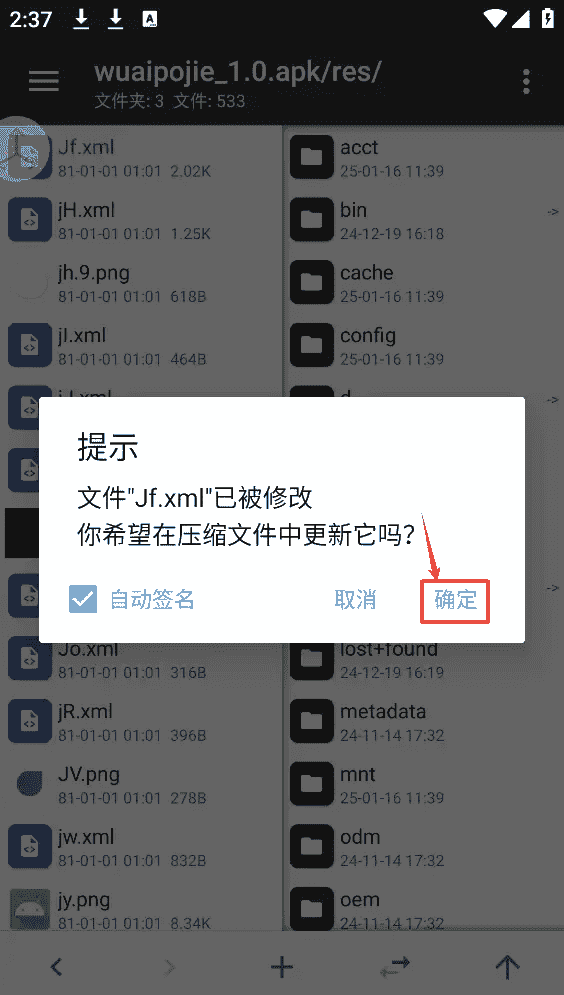 2:37
wuaipojie_1.0.apk/res/
文件夹: 3 文件: 533
Jf.xml
81-01-01 01:01 2.02K
acct
25-01-16 11:39
jH.xml
81-01-01 01:01 1.25K
bin
24-12-19 16:18
->
jh.9.png
81-01-01 01:01 618B
cache
25-01-16 11:39
jI.xml
81-01-01 01:01 464B
config
25-01-16 11:39
->
提示
文件"Jf.xml"已被修改
你希望在压缩文件中更新它吗?
自动签名
取消
确定
->
Jo.xml
81-01-01 01:01 316B
lost+found
24-12-19 16:19
jR.xml
81-01-01 01:01 396B
metadata
24-11-14 17:32
JV.png
81-01-01 01:01 278B
mnt
25-01-16 11:39
jw.xml
81-01-01 01:01 832B
odm
24-11-14 17:32
jy.png
81-01-01 01:01 8.34K
oem
24-11-14 17:32